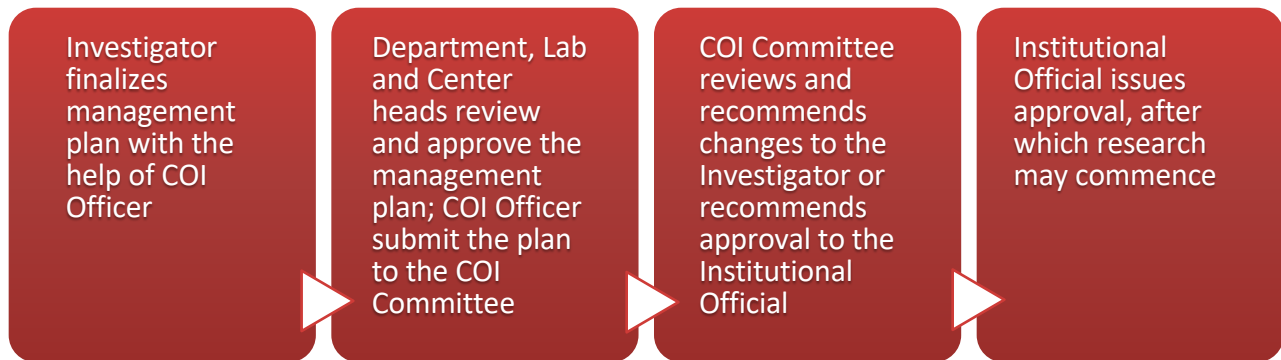 Investigator
finalizes
management
plan with the
help of COI
Officer
Department, Lab
and Center
heads review
and approve the
management
plan; COI Officer
submit the plan
to the COI
Committee
COI Committee
reviews and
recommends
changes to the
Investigator or
recommends
approval to the
Institutional
Official
Institutional
Official issues
approval, after
which research
may commence